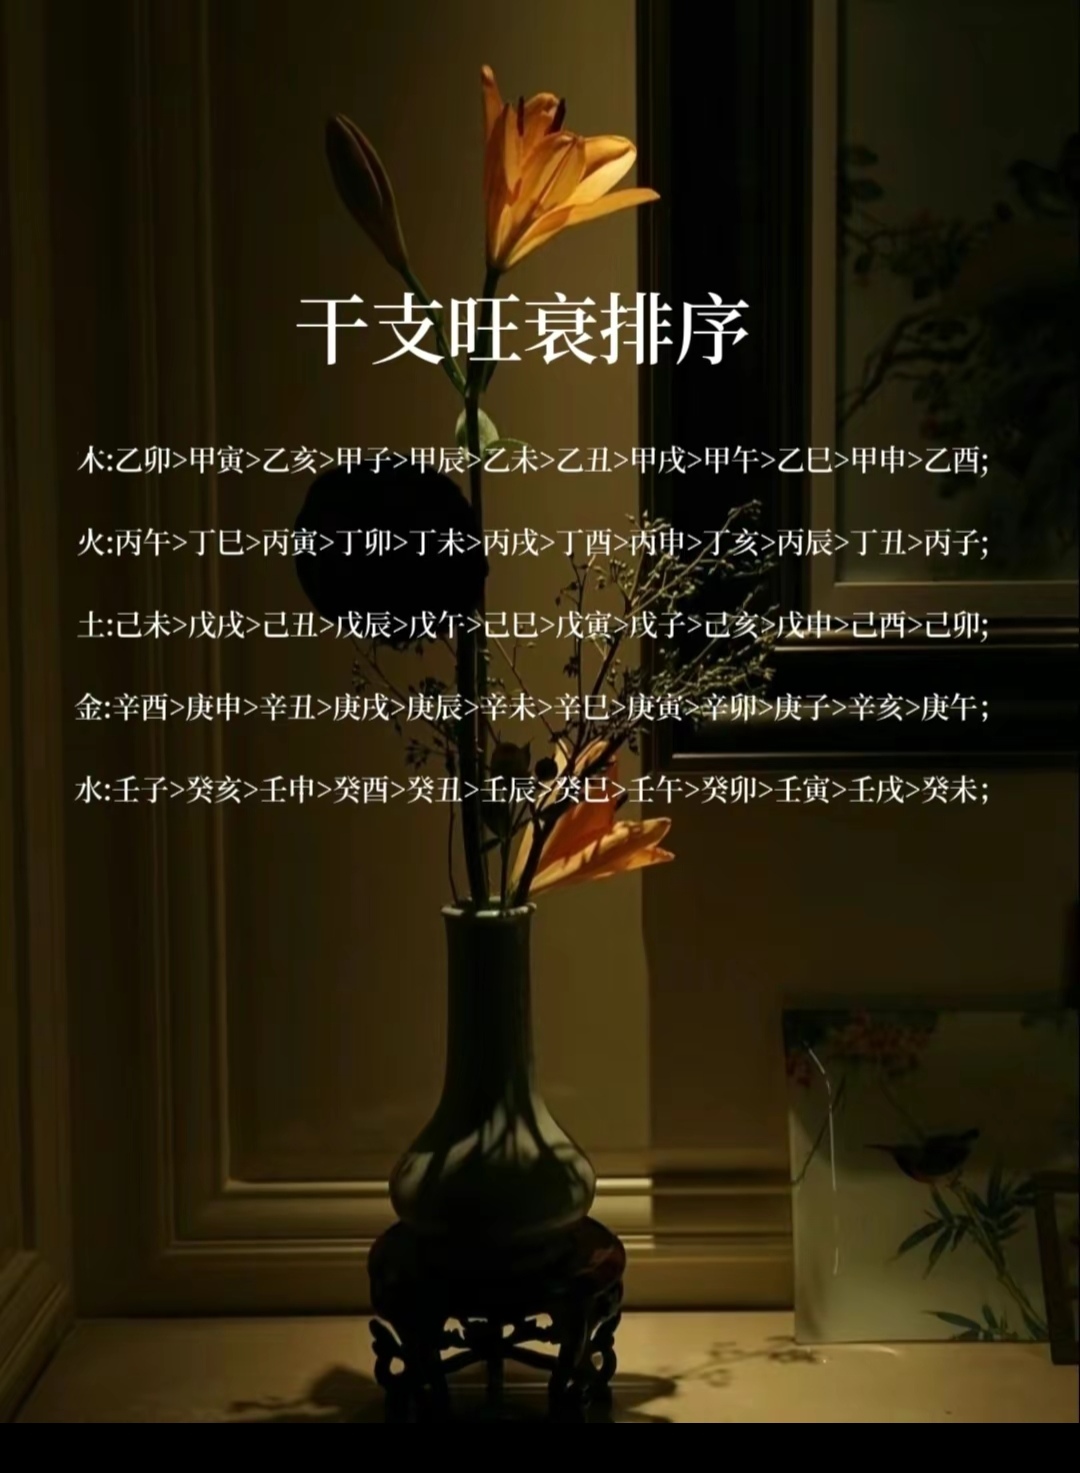 干支旺衰排序
木:乙卯>甲寅>乙亥>甲子>甲辰>乙未>乙丑>甲戌>甲午>乙巳>甲申>乙酉;
火:丙午>丁巳>丙寅>丁卯>丁未>丙戌>丁酉>丙申>丁亥>丙辰>丁丑>丙子;
土:己未>戊戌>己丑>戊辰>戊午>己巳>戊寅>戊子>己亥>戊申>己酉>己卯;
金:辛酉>庚申>辛丑>庚戌>庚辰>辛未>辛巳>庚寅>辛卯>庚子>辛亥>庚午;
水:壬子>癸亥>壬申>癸酉>癸丑>壬辰>癸巳>壬午>癸卯>壬寅>壬戌>癸未;